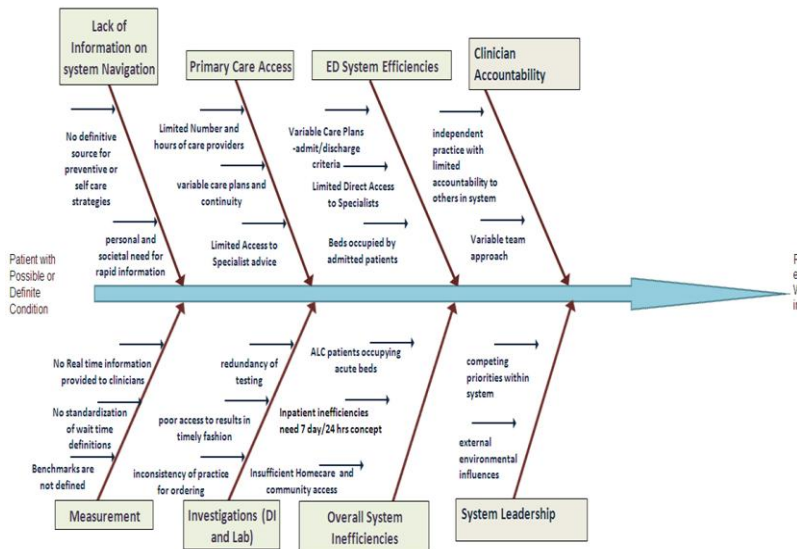 Lack of
Information on
system Navigation
Primary Care Access
ED System Efficiencies
Clinician
Accountability
No definitive
source for
preventive or
self care
strategies
personal and
societal need for
rapid information
Limited Number and
hours of care providers
variable care plans and
continuity
Limited Access to
Specialist advice
Variable Care Plans
-admit/discharge
criteria
Limited Direct Access
to Specialists
Beds occupied by
admitted patients
independent
practice with
limited
accountability to
others in system
Variable team
approach
Patient with
Possible or
Definite
Condition
No Real time information
provided to clinicians
No standardization
of wait time
definitions
Benchmarks are
not defined
redundancy of
testing
poor access to results in
timely fashion
inconsistency of practice
for ordering
ALC patients occupying
acute beds
Inpatient inefficiencies
need 7 day/24 hrs concept
Insufficient Homecare and
community access
competing
priorities within
system
external
environmental
influences
Measurement
Investigations (DI
and Lab)
Overall System
Inefficiencies
System Leadership